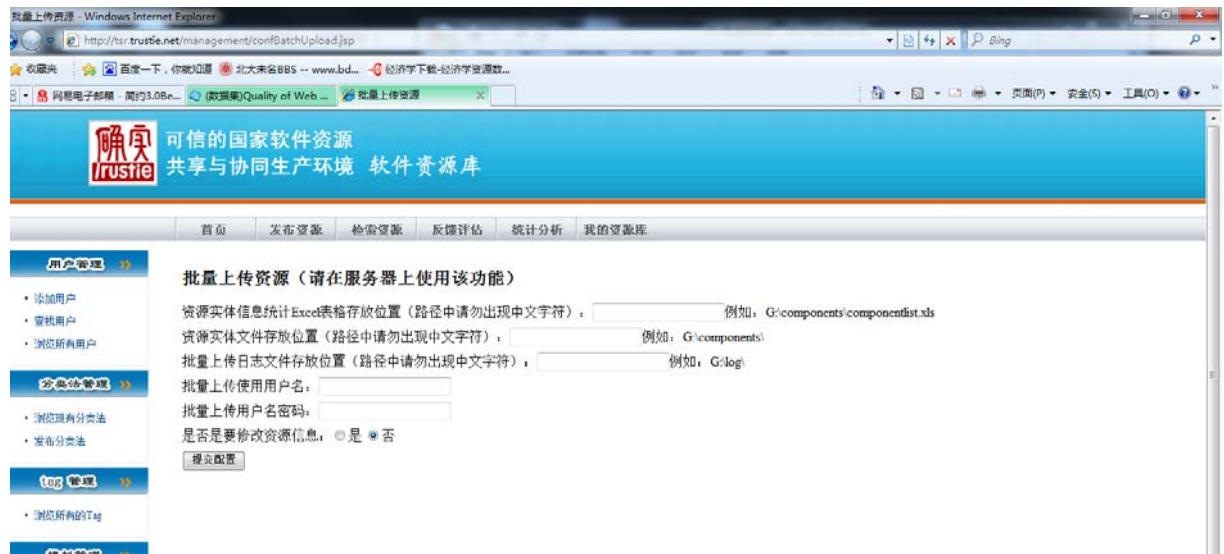 批量上传资源 - Windows Internet Explorer
http://tsr.trustie.net/management/confBatchUpload.jsp
Bing
收藏夹 百度一下，你就知道 北大未名BBS -- www.bd... 经济学下载-经济学资源数...
网易电子邮箱 - 简约3.0Be... (数据集)Quality of Web ... 批量上传资源 X
页面(P) 安全(S) 工具(O)
确实
Trustie
可信的国家软件资源
共享与协同生产环境 软件资源库
首页 发布资源 检索资源 反馈评估 统计分析 我的资源库
用户管理
添加用户
查找用户
浏览所有用户
分类法管理
浏览现有分类法
发布分类法
tag 管理
浏览所有的Tag
批量上传资源（请在服务器上使用该功能）
资源实体信息统计Excel表格存放位置（路径中请勿出现中文字符）： 例如：G:\components\componentlist.xls
资源实体文件存放位置（路径中请勿出现中文字符）： 例如：G:\components\
批量上传日志文件存放位置（路径中请勿出现中文字符）： 例如：G:\log\
批量上传使用用户名：
批量上传用户名密码：
是否是要修改资源信息： 是 否
提交配置